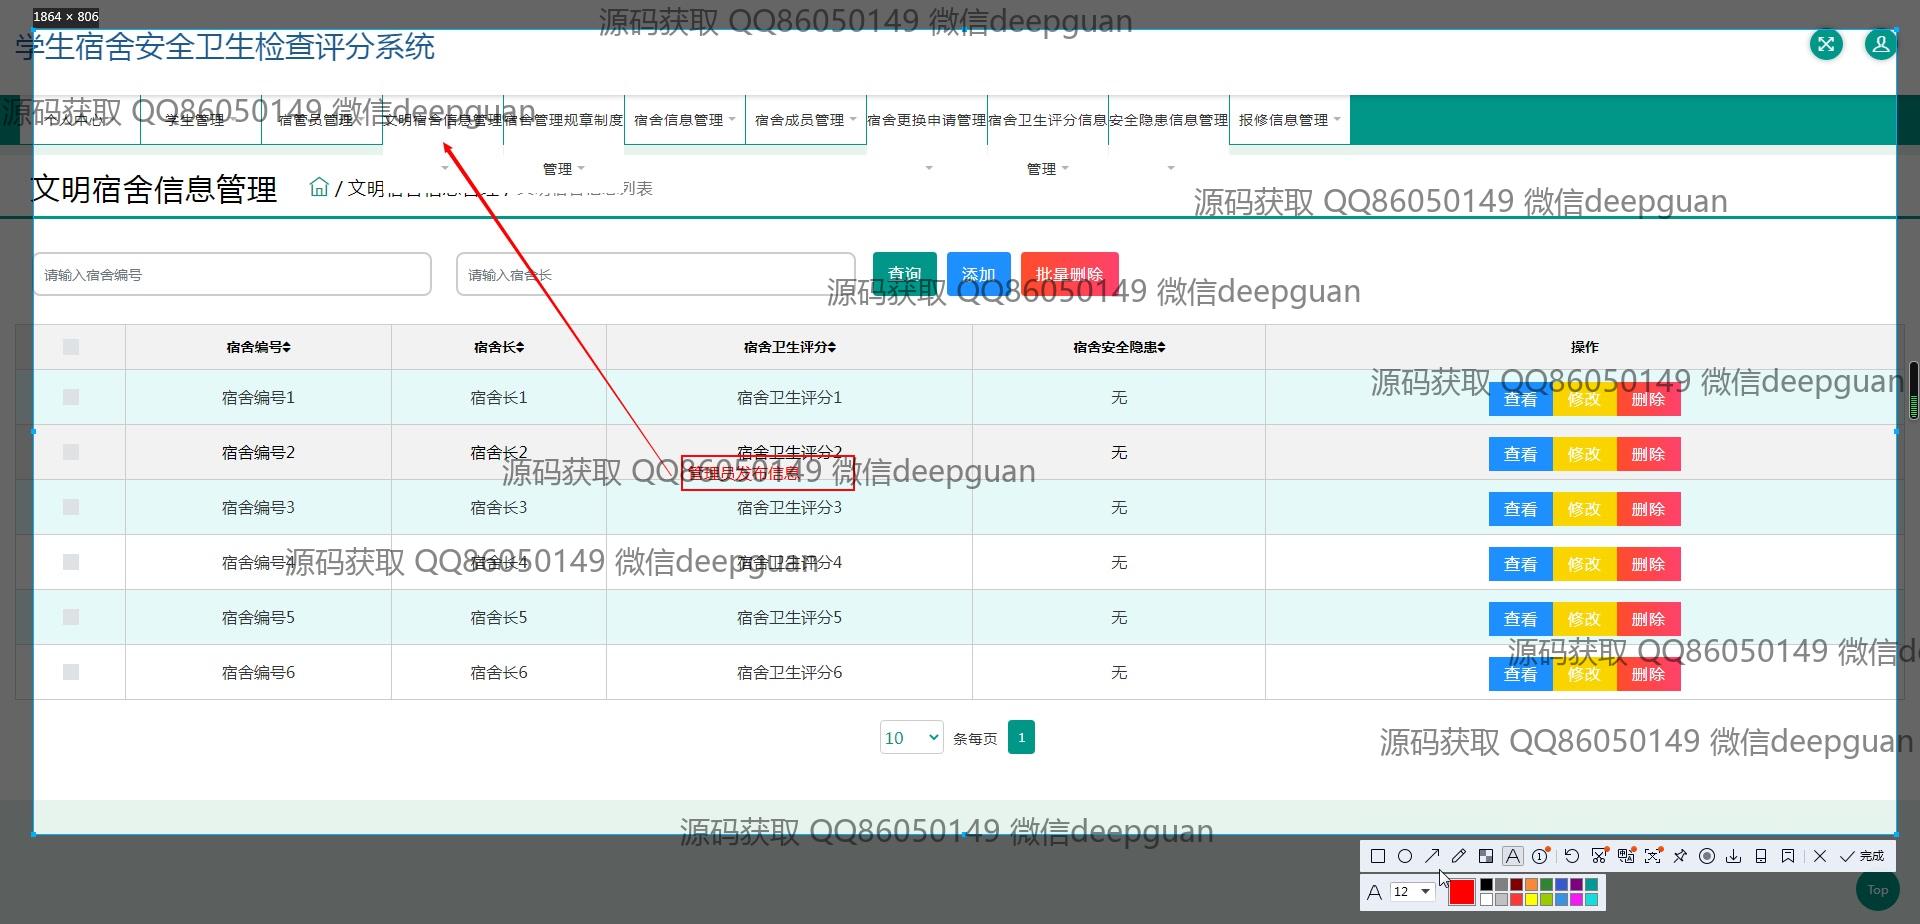 1864 × 806
源码获取 QQ86050149 微信deepguan
学生宿舍安全卫生检查评分系统
源码获取 QQ86050149 微信deepguan
个人中心 学生管理 宿管员管理 文明宿舍信息管理 宿舍管理规章制度管理 宿舍信息管理 宿舍成员管理 宿舍更换申请管理 宿舍卫生评分信息管理 安全隐患信息管理 报修信息管理
文明宿舍信息管理 / 文明宿舍信息管理 / 文明宿舍信息列表
源码获取 QQ86050149 微信deepguan
请输入宿舍编号 请输入宿舍长 查询 添加 批量删除
源码获取 QQ86050149 微信deepguan
宿舍编号 宿舍长 宿舍卫生评分 宿舍安全隐患 操作
源码获取 QQ86050149 微信deepguan
宿舍编号1 宿舍长1 宿舍卫生评分1 无 查看 修改 删除
宿舍编号2 宿舍长2 宿舍卫生评分2 无 查看 修改 删除
源码获取 QQ86050149 微信deepguan
管理员发布信息
宿舍编号3 宿舍长3 宿舍卫生评分3 无 查看 修改 删除
宿舍编号4 宿舍长4 宿舍卫生评分4 无 查看 修改 删除
源码获取 QQ86050149 微信deepguan
宿舍编号5 宿舍长5 宿舍卫生评分5 无 查看 修改 删除
源码获取 QQ86050149 微信d
宿舍编号6 宿舍长6 宿舍卫生评分6 无 查看 修改 删除
10 条每页 1
源码获取 QQ86050149 微信deepguan
源码获取 QQ86050149 微信deepguan
完成
A 12
Top